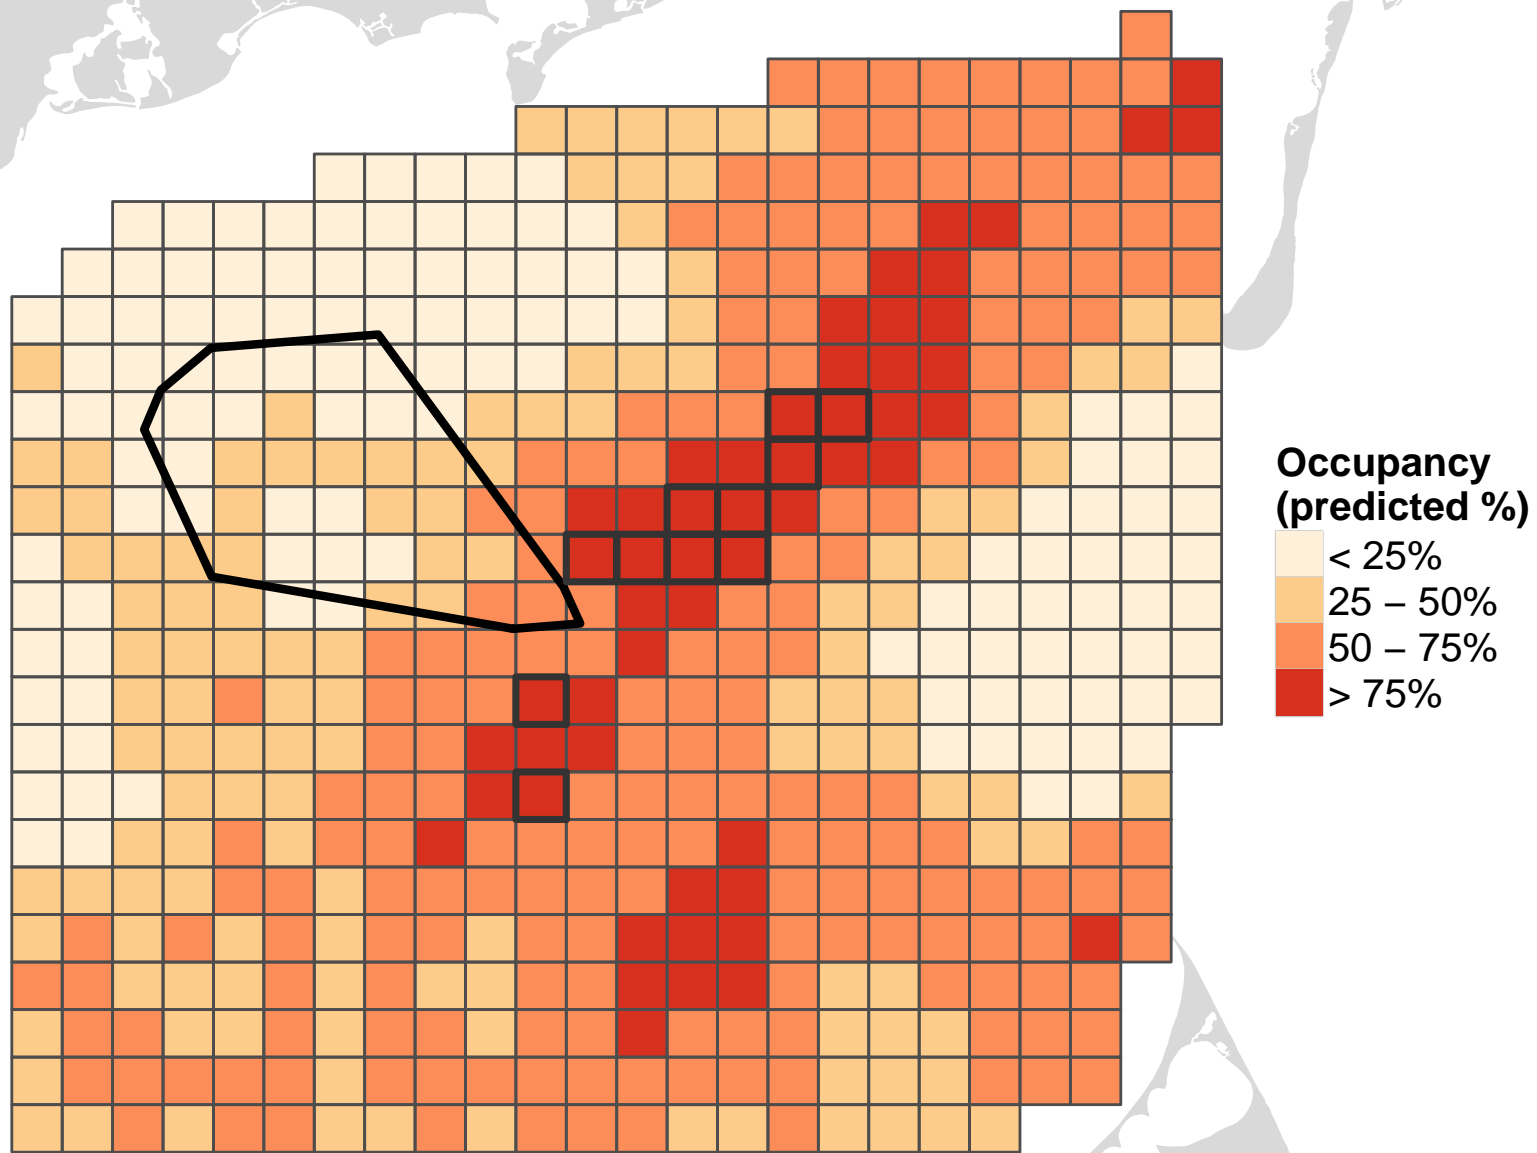 Occupancy
(predicted %)
< 25%
25 – 50%
50 – 75%
> 75%